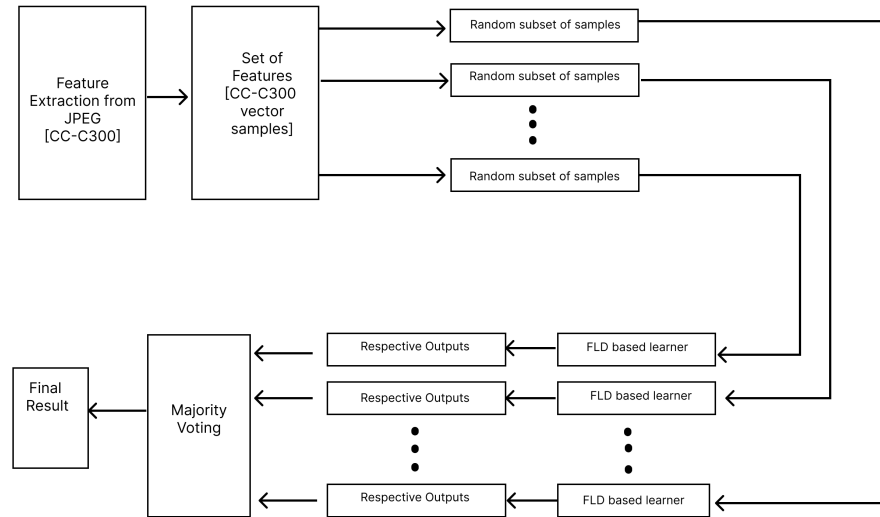 Feature
Extraction from
JPEG
[CC-C300]
Set of
Features
[CC-C300
vector
samples]
Random subset of samples
Random subset of samples
Random subset of samples
Respective Outputs
FLD based learner
Respective Outputs
FLD based learner
Respective Outputs
FLD based learner
Majority
Voting
Final
Result